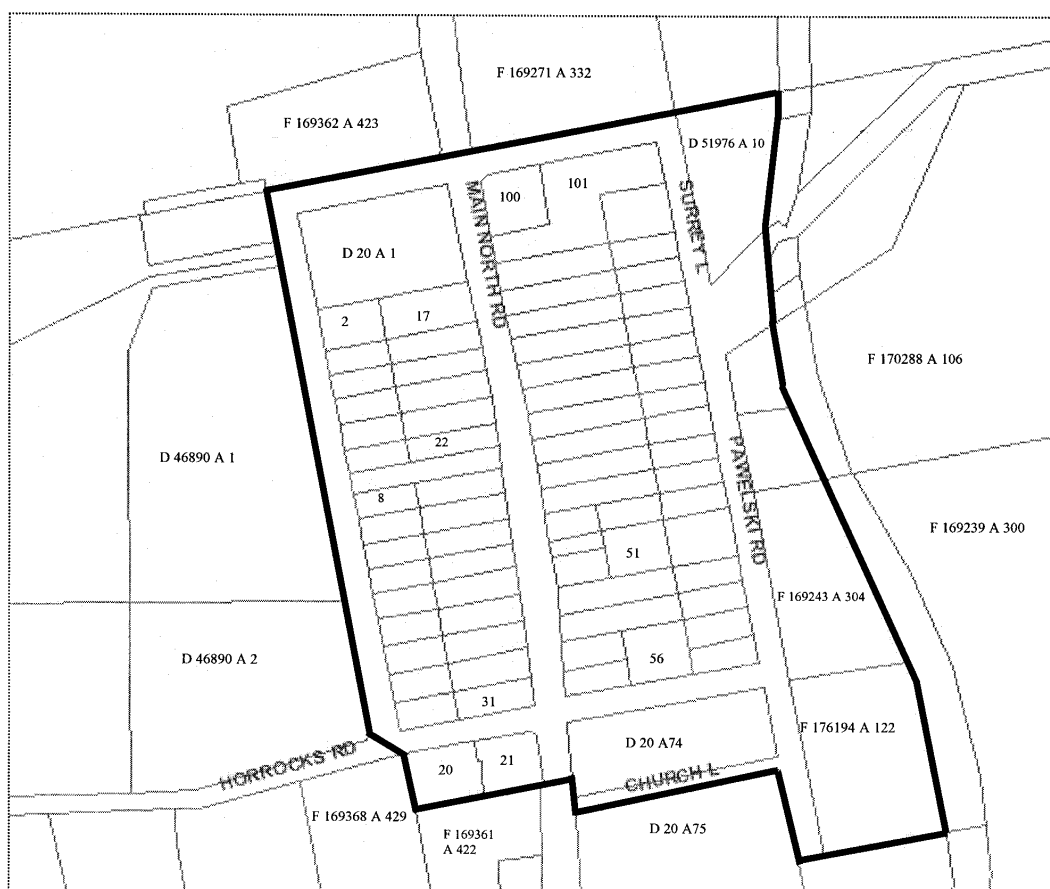 F 169271 A 332
F 169362 A 423
D 51976 A 10
100
101
MAIN NORTH RD
SURREY L
D 20 A 1
2
17
F 170288 A 106
22
D 46890 A 1
8
PAWELSKI RD
F 169239 A 300
51
F 169243 A 304
D 46890 A 2
56
31
F 176194 A 122
D 20 A74
HORROCKS RD
20
21
CHURCH L
F 169368 A 429
D 20 A75
F 169361
A 422